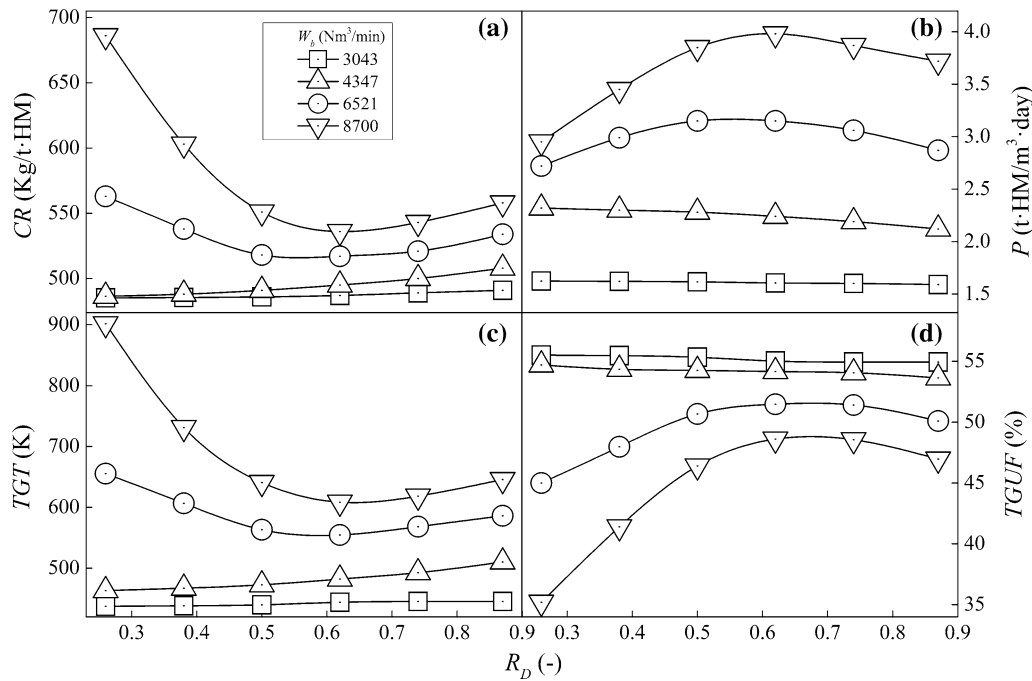 (a)
W_b (Nm³/min)
3043
4347
6521
8700
700
650
600
550
500
CR (Kg/t·HM)
(b)
4.0
3.5
3.0
2.5
2.0
1.5
P (t·HM/m³·day)
(c)
900
800
700
600
500
TGT (K)
0.3 0.4 0.5 0.6 0.7 0.8 0.9
(d)
55
50
45
40
35
TGUF (%)
0.3 0.4 0.5 0.6 0.7 0.8 0.9
R_D (-)